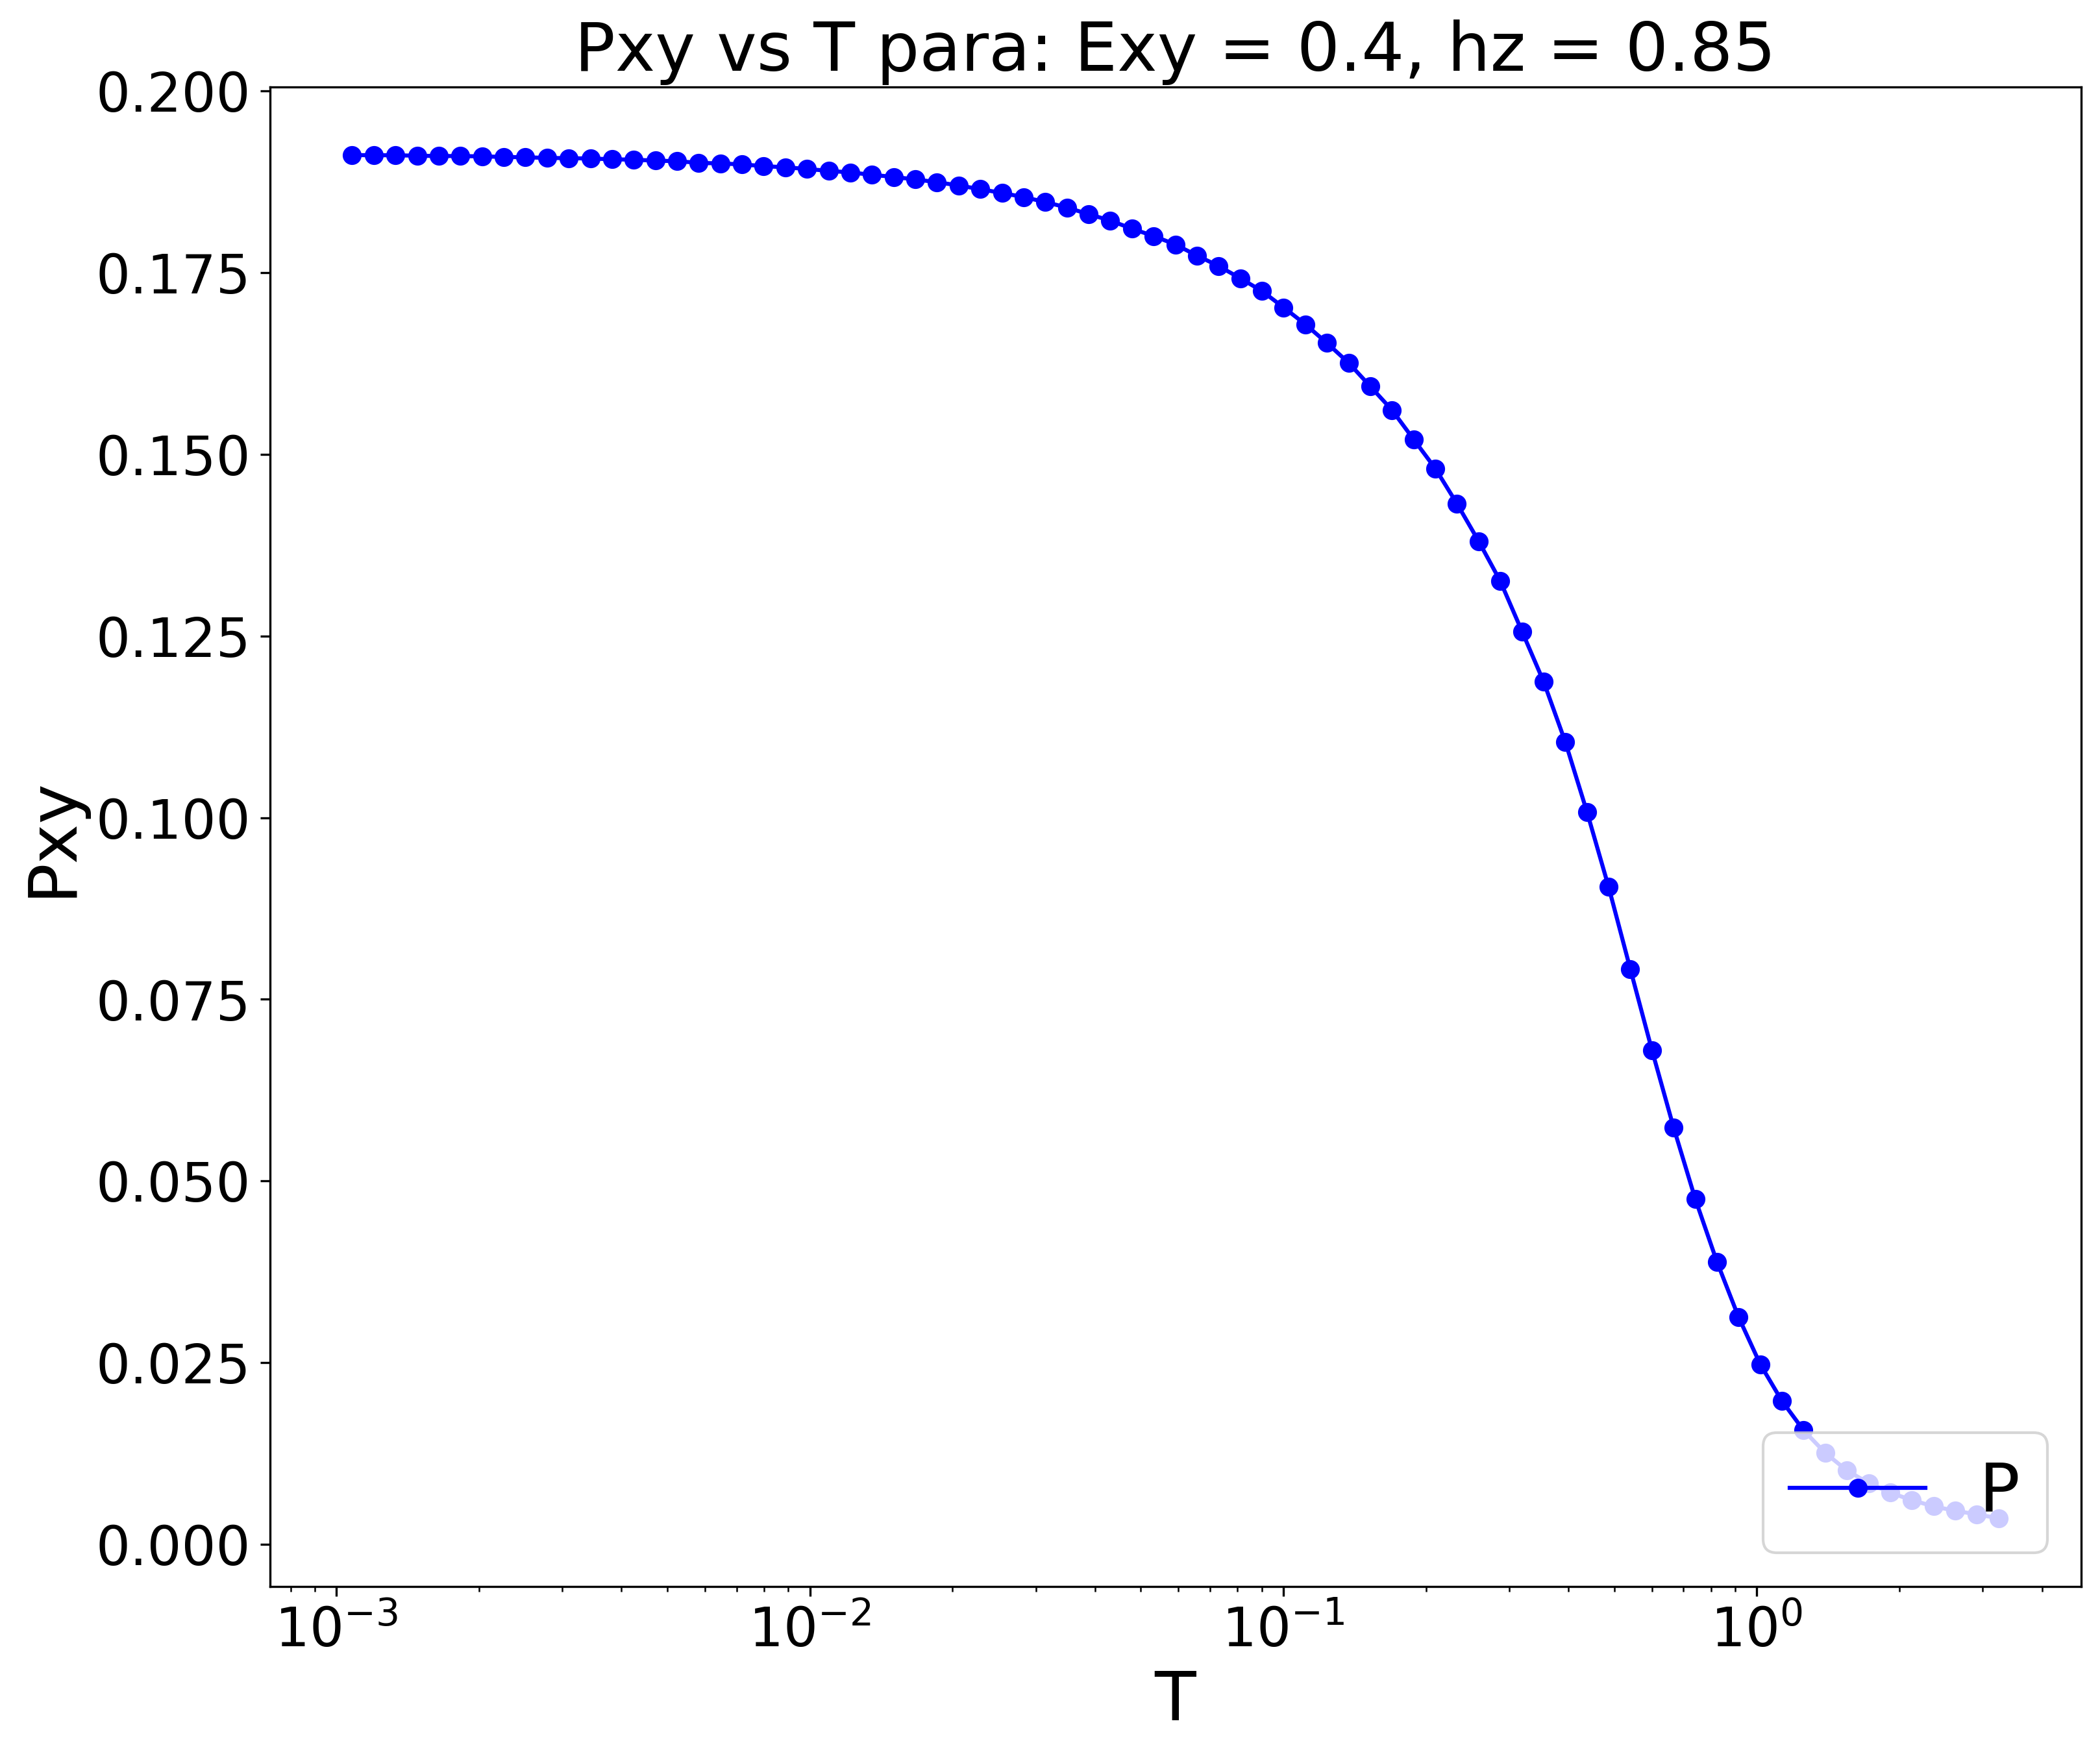 Pxy vs T para: Exy = 0.4, hz = 0.85
0.200
0.175
0.150
0.125
0.100
0.075
0.050
0.025
0.000
Pxy
P
10⁻³ 10⁻² 10⁻¹ 10⁰
T